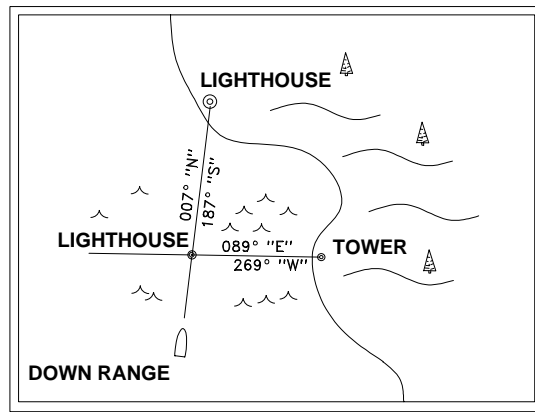 LIGHTHOUSE
007° "N"
187° "S"
LIGHTHOUSE
089° "E"
TOWER
269° "W"
DOWN RANGE